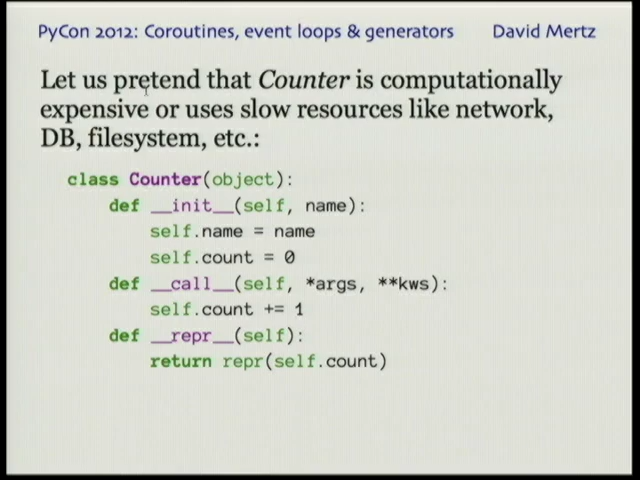 PyCon 2012: Coroutines, event loops & generators David Mertz
Let us pretend that Counter is computationally
expensive or uses slow resources like network,
DB, filesystem, etc.:
class Counter(object):
    def __init__(self, name):
        self.name = name
        self.count = 0
    def __call__(self, *args, **kws):
        self.count += 1
    def __repr__(self):
        return repr(self.count)